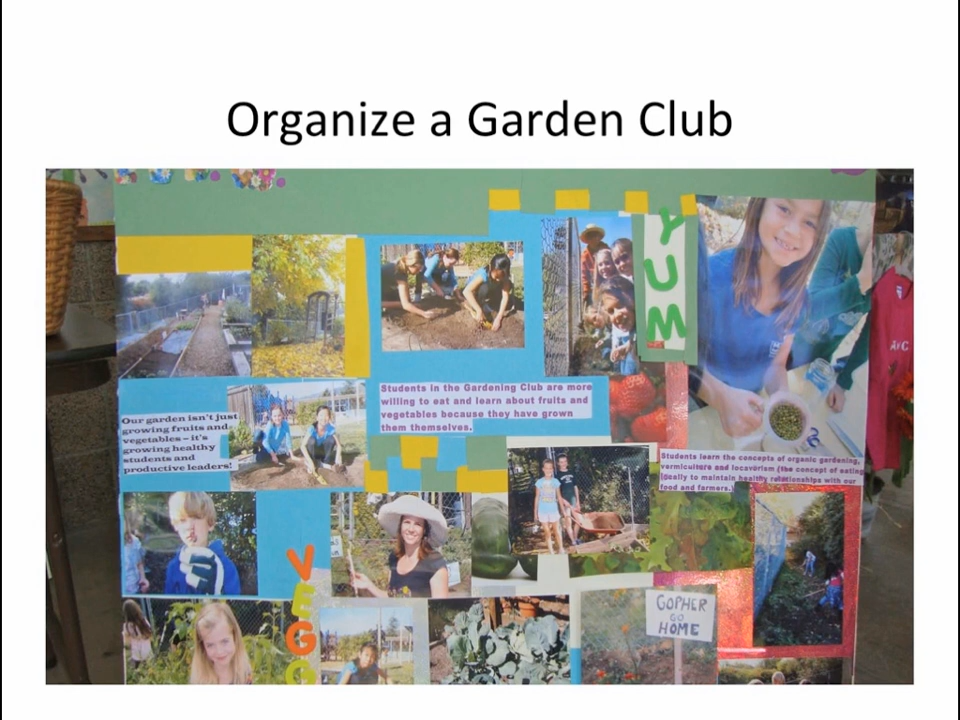 Organize a Garden Club
YUM
Students in the Gardening Club are more
willing to eat and learn about fruits and
vegetables because they have grown
them themselves.
Our garden isn't just
growing fruits and
vegetables – it's
growing healthy
students and
productive leaders!
Students learn the concepts of organic gardening,
vermiculture and locavorism (the concept of eating
locally to maintain healthy relationships with our
food and farmers.)
VEGG
GOPHER
GO
HOME